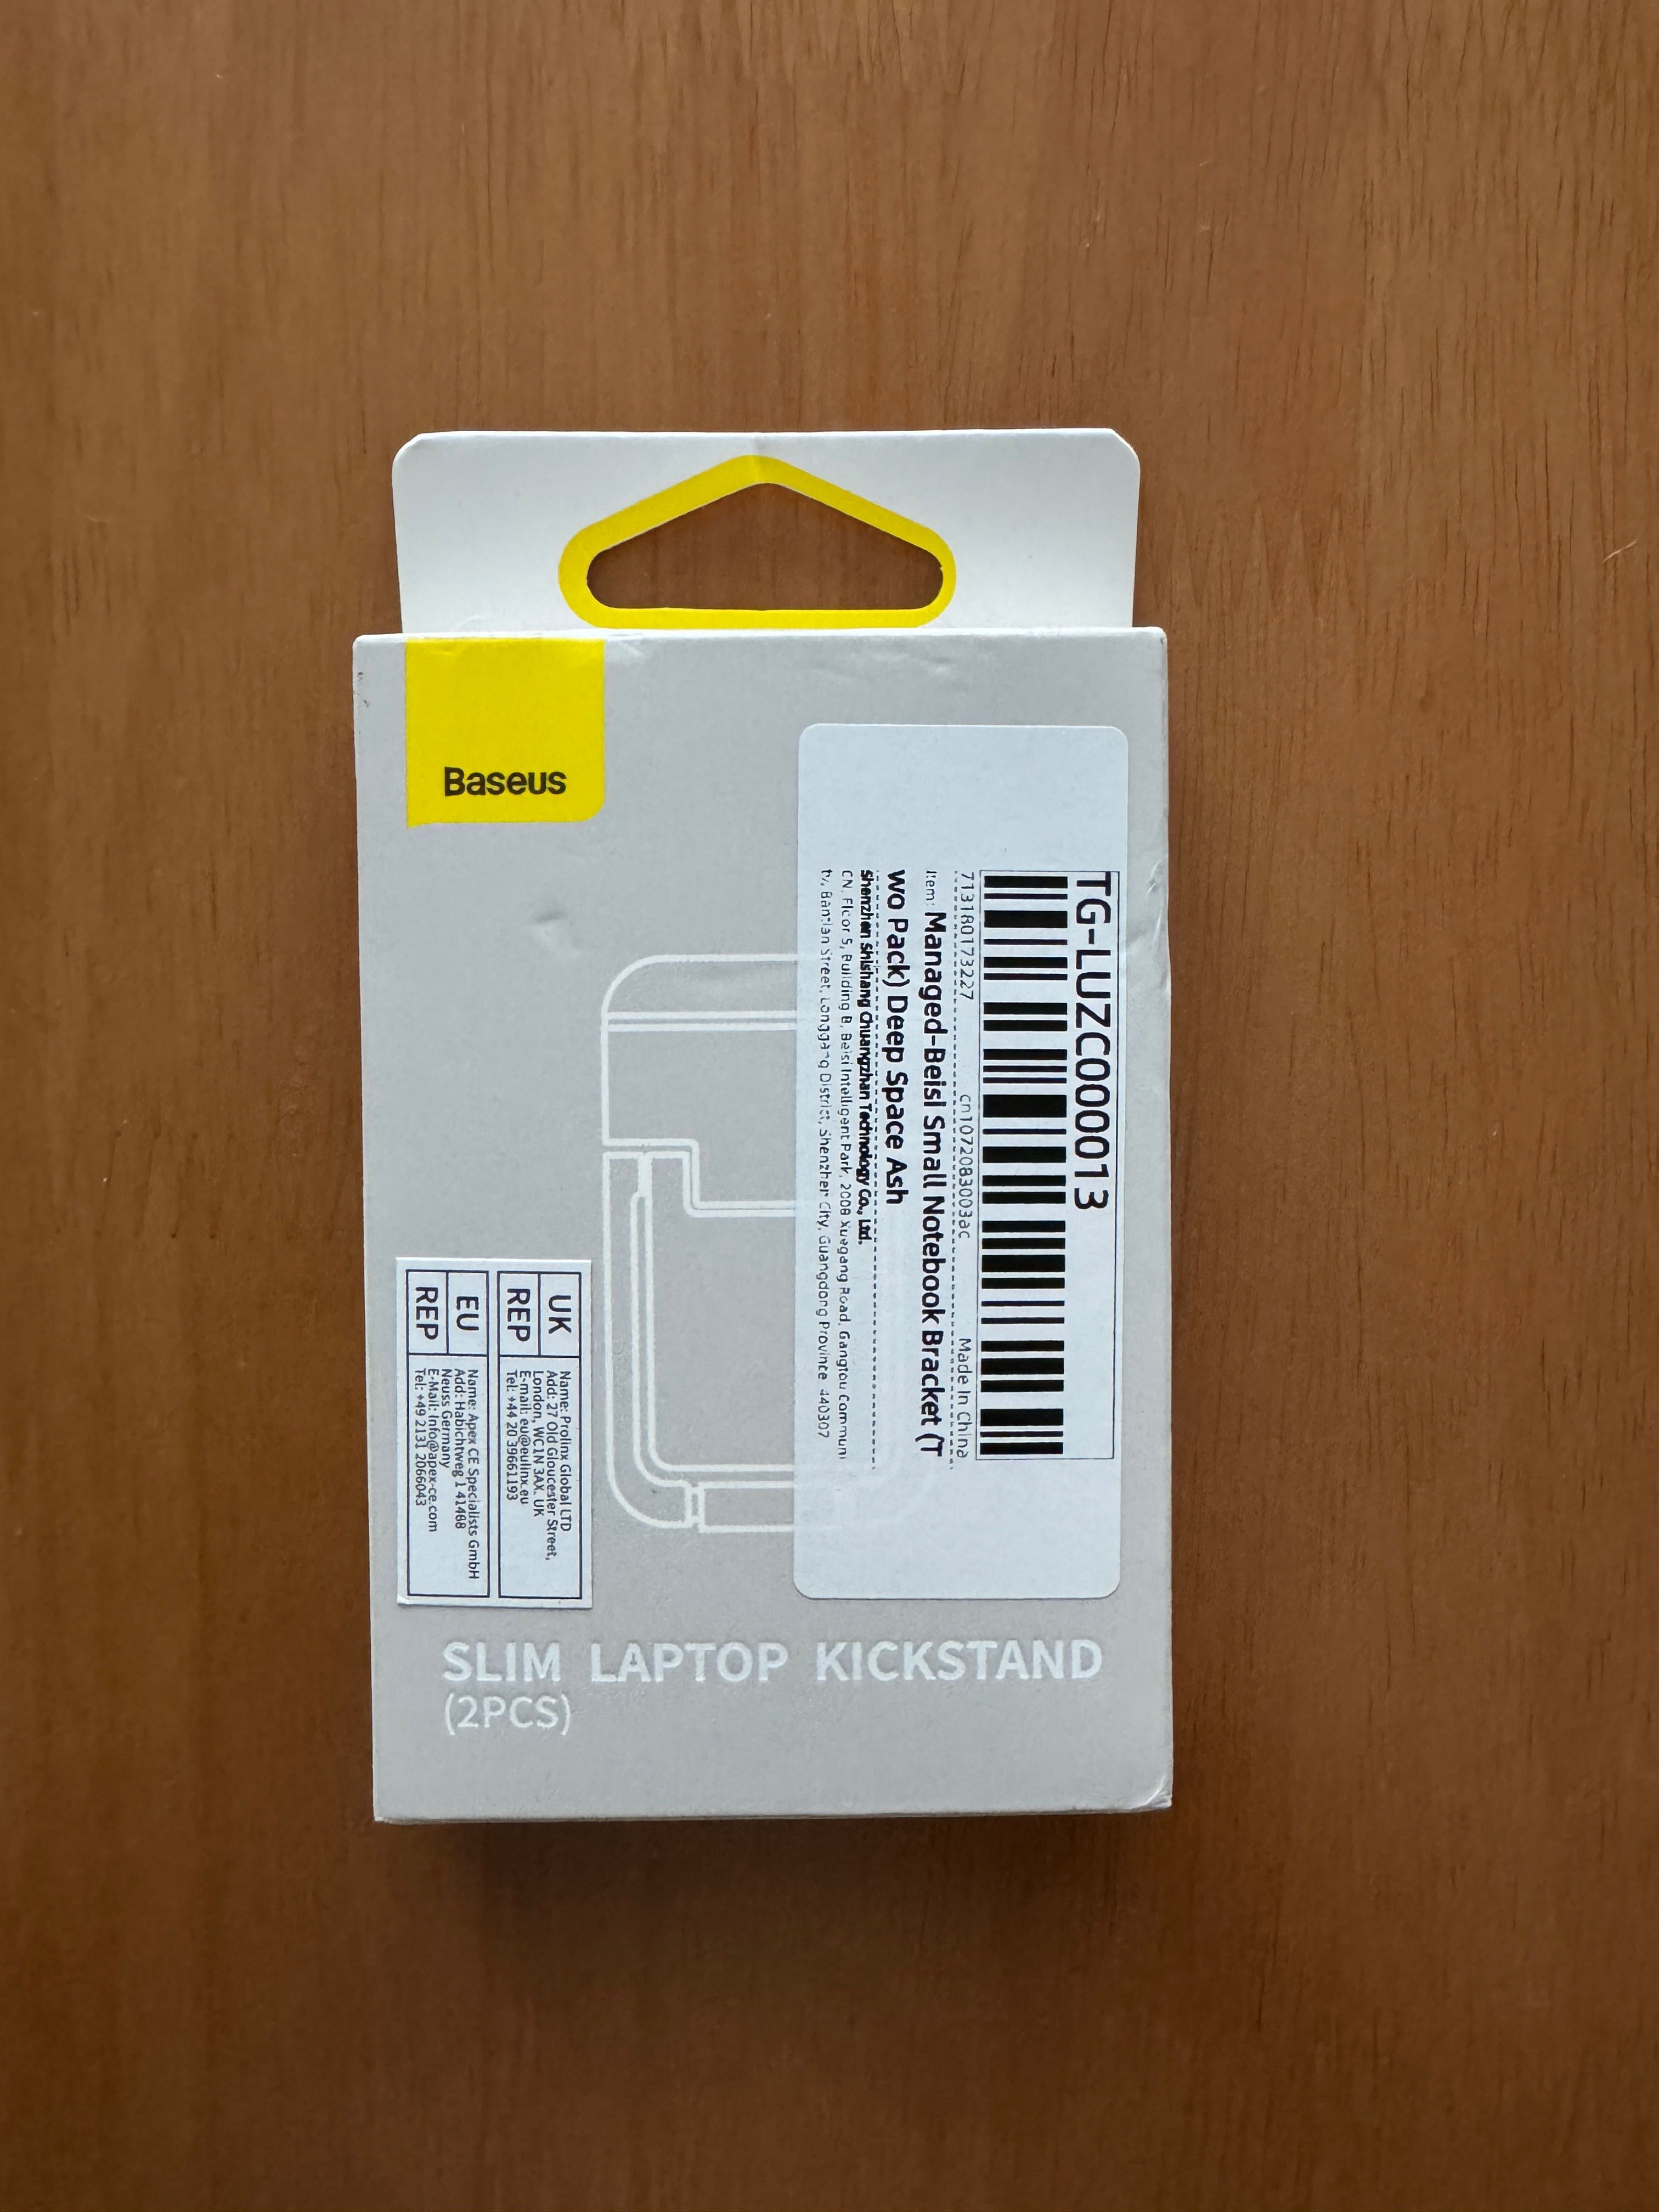 Baseus
TG-LUZC000013
713180173227 cn1072083003ac Made In China
Item: Managed-Beisi Small Notebook Bracket (T
wo Pack) Deep Space Ash
Shenzhen Shishang Chuangzhan Technology Co., Ltd.
CN. Floor 5, Building B, Beisi Intelligent Park, 2008 Xuegang Road, Gangtou Communi
ty, Bantian Street, Longgang District, Shenzhen City, Guangdong Province 440307
UK
REP
Name: Prolinx Global LTD
Add: 27 Old Gloucester Street,
London, WC1N 3AX. UK
E-mail: eu@eulinx.eu
Tel: +44 20 39661193
EU
REP
Name: Apex CE Specialists GmbH
Add: Habichtweg 1 41468
Neuss Germany
E-Mail: Info@apex-ce.com
Tel: +49 2131 2066043
SLIM LAPTOP KICKSTAND
(2PCS)